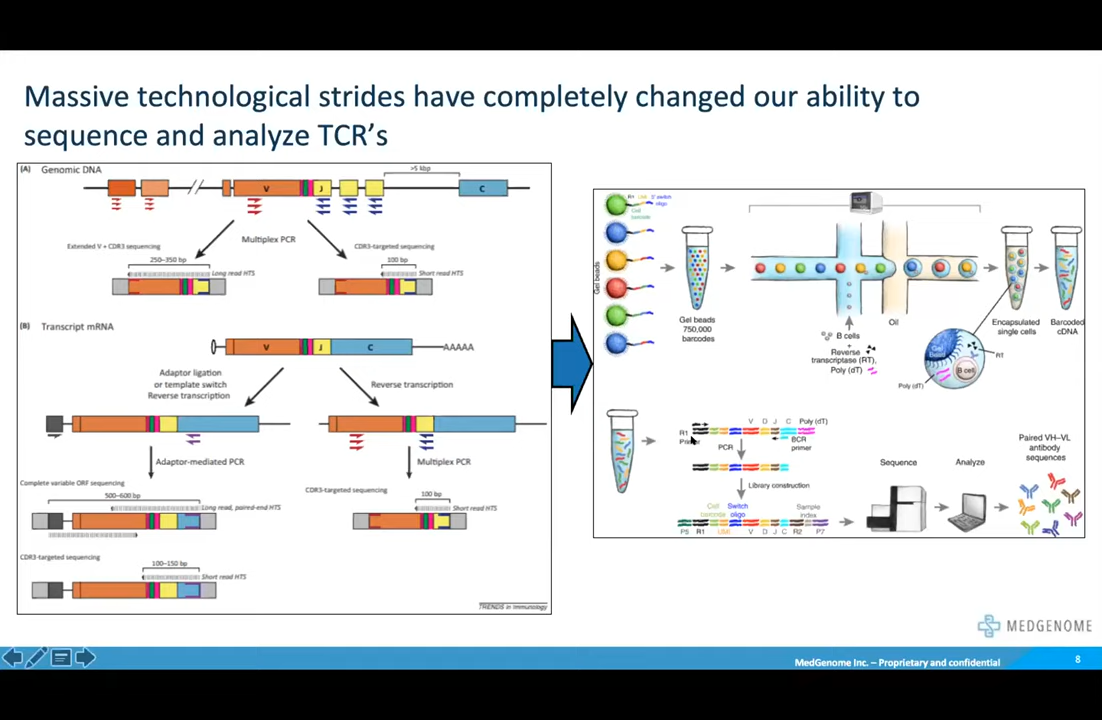 Massive technological strides have completely changed our ability to
sequence and analyze TCR's
(A) Genomic DNA
>5 kbp
V
J
C
Multiplex PCR
Extended V + CDR3 sequencing
CDR3-targeted sequencing
250–350 bp
Long read HTS
100 bp
Short read HTS
(B) Transcript mRNA
V
J
C
AAAAA
Adaptor ligation
or template switch
Reverse transcription
Reverse transcription
Adaptor-mediated PCR
Multiplex PCR
Complete variable ORF sequencing
500–600 bp
Long read, paired-end HTS
CDR3-targeted sequencing
100 bp
Short read HTS
CDR3-targeted sequencing
100–150 bp
Short read HTS
TRENDS in Immunology
R1
5' switch
oligo
Cell
barcode
Gel beads
Gel beads
750,000
barcodes
B cells
+
Reverse
transcriptase (RT),
Poly (dT)
Oil
Encapsulated
single cells
Barcoded
cDNA
Gel
bead
B cell
RT
Poly (dT)
V D J C Poly (dT)
R1
BCR
primer
PCR
Library construction
Cell
barcode
Switch
oligo
Sample
index
P5 R1 V D J C R2 P7
Sequence
Analyze
Paired VH–VL
antibody
sequences
MEDGENOME
MedGenome Inc. – Proprietary and confidential
8